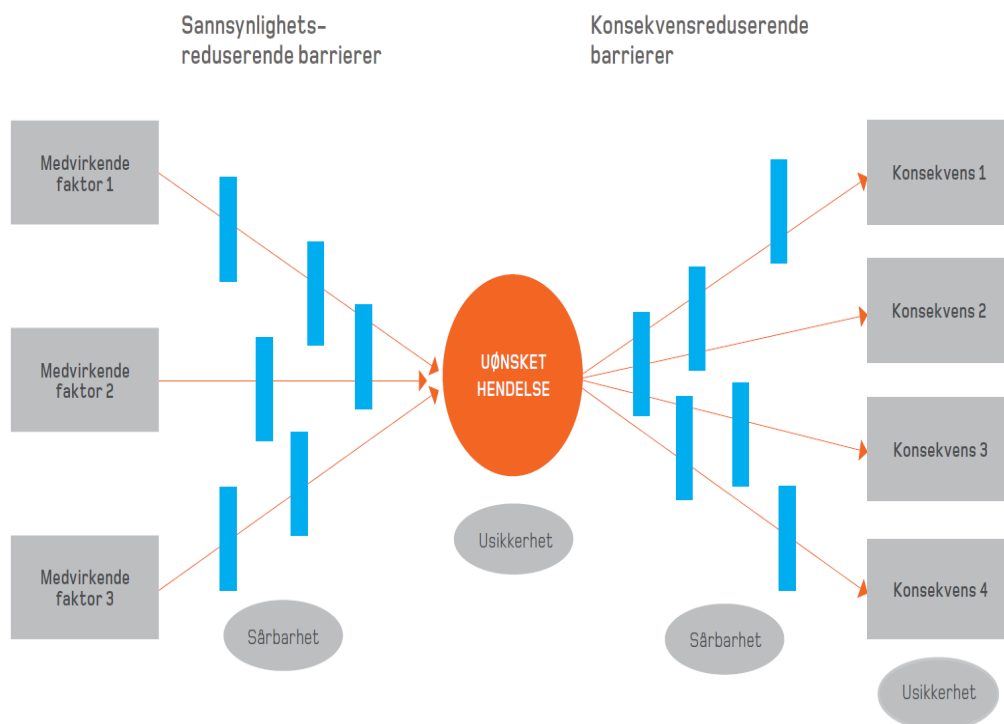 Sannsynlighets-
reduserende barrierer
Konsekvensreduserende
barrierer
Medvirkende
faktor 1
Medvirkende
faktor 2
Medvirkende
faktor 3
UØNSKET
HENDELSE
Usikkerhet
Sårbarhet
Sårbarhet
Konsekvens 1
Konsekvens 2
Konsekvens 3
Konsekvens 4
Usikkerhet